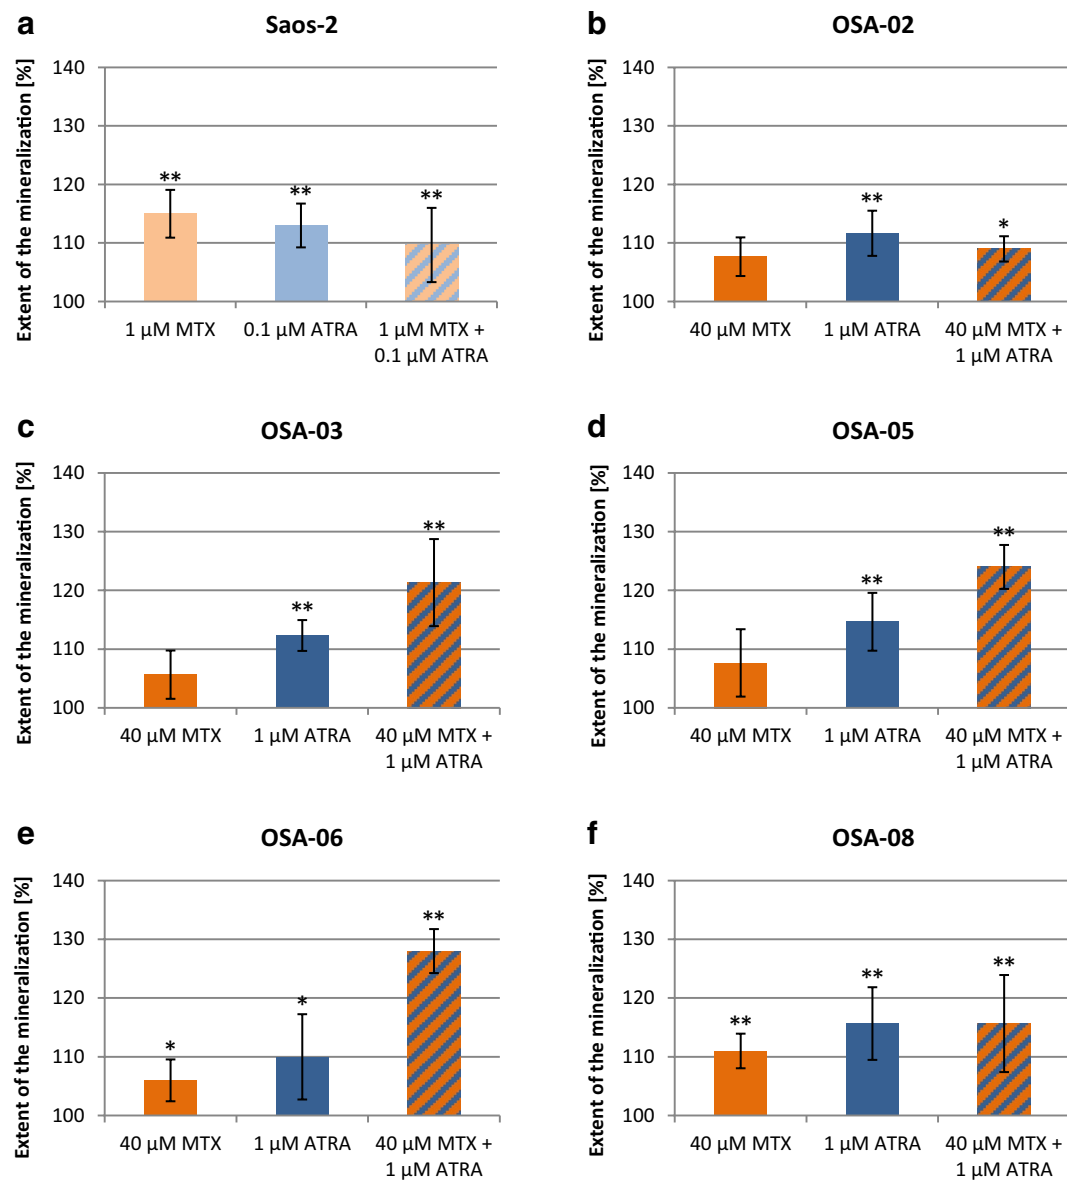 a
Saos-2
Extent of the mineralization [%]
140
130
120
110
100
**
**
**
1 µM MTX
0.1 µM ATRA
1 µM MTX +
0.1 µM ATRA
b
OSA-02
Extent of the mineralization [%]
140
130
120
110
100
**
*
40 µM MTX
1 µM ATRA
40 µM MTX +
1 µM ATRA
c
OSA-03
Extent of the mineralization [%]
140
130
120
110
100
**
**
40 µM MTX
1 µM ATRA
40 µM MTX +
1 µM ATRA
d
OSA-05
Extent of the mineralization [%]
140
130
120
110
100
**
**
40 µM MTX
1 µM ATRA
40 µM MTX +
1 µM ATRA
e
OSA-06
Extent of the mineralization [%]
140
130
120
110
100
*
*
**
40 µM MTX
1 µM ATRA
40 µM MTX +
1 µM ATRA
f
OSA-08
Extent of the mineralization [%]
140
130
120
110
100
**
**
**
40 µM MTX
1 µM ATRA
40 µM MTX +
1 µM ATRA